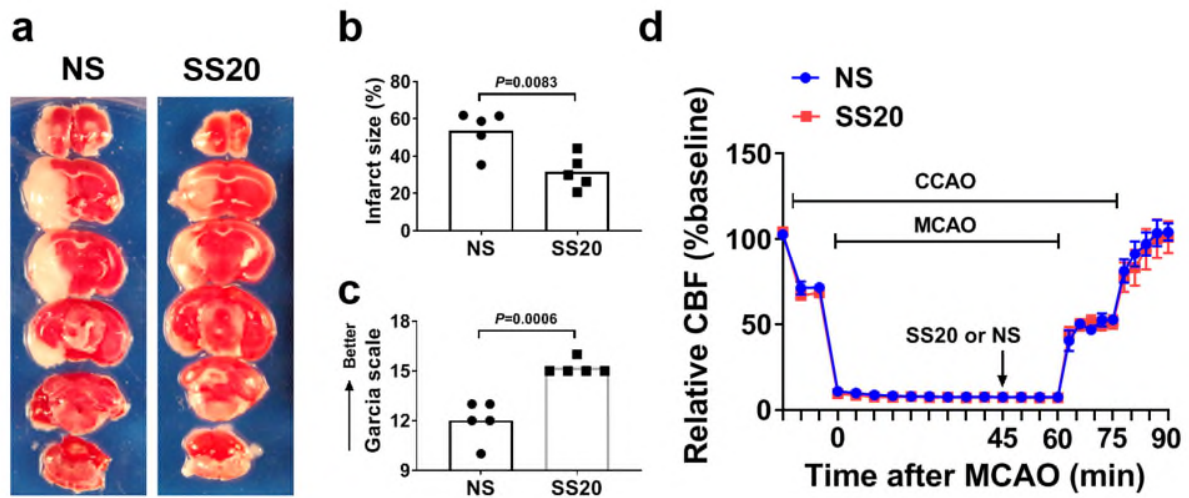 a
NS
SS20
b
Infarct size (%)
80
60
40
20
0
P=0.0083
NS
SS20
c
Better
Garcia scale
18
15
12
9
P=0.0006
NS
SS20
d
NS
SS20
Relative CBF (%baseline)
150
100
50
0
CCAO
MCAO
SS20 or NS
0
45
60
75
90
Time after MCAO (min)